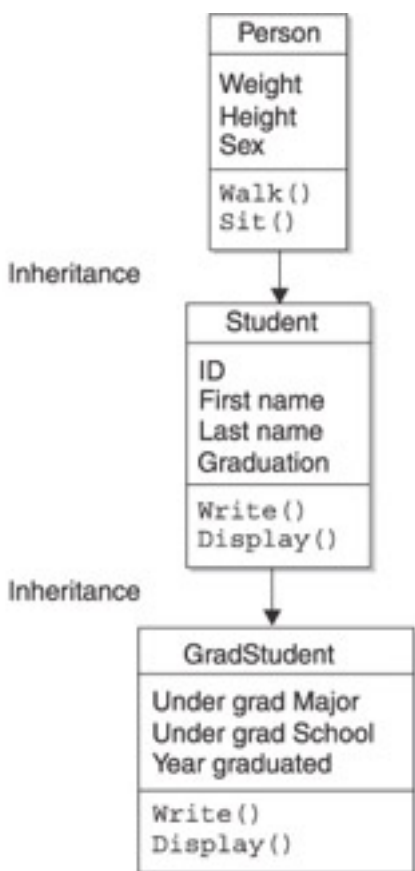 Person
Weight
Height
Sex
Walk()
Sit()
Inheritance
Student
ID
First name
Last name
Graduation
Write()
Display()
Inheritance
GradStudent
Under grad Major
Under grad School
Year graduated
Write()
Display()